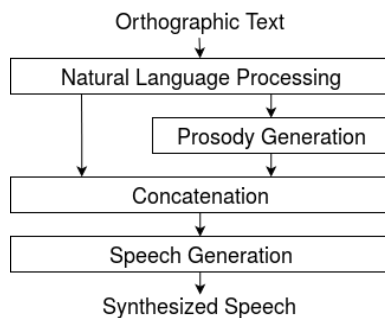 Orthographic Text
Natural Language Processing
Prosody Generation
Concatenation
Speech Generation
Synthesized Speech